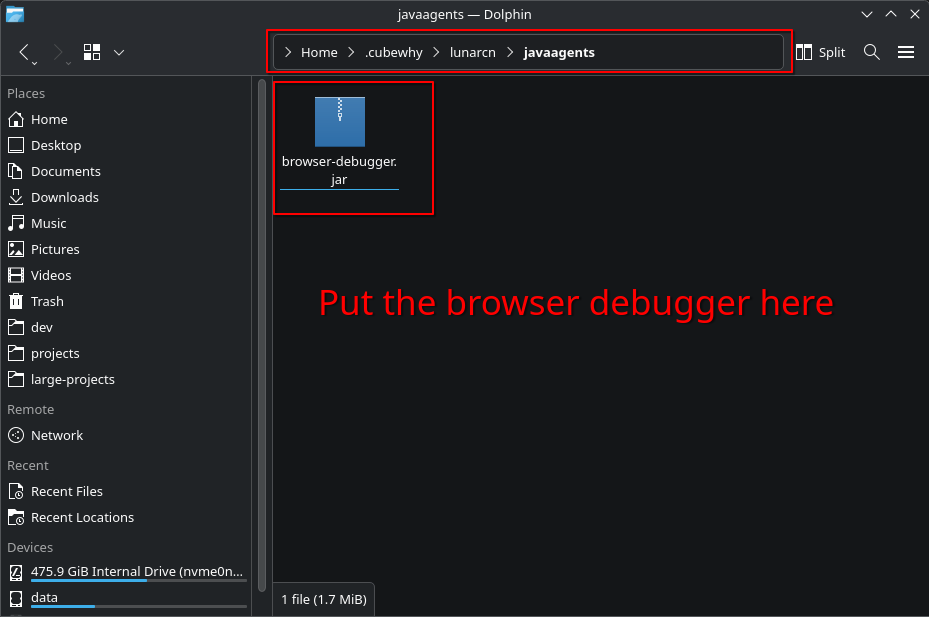 javaagents — Dolphin
Home > .cubewhy > lunarcn > javaagents
Split
Places
Home
Desktop
Documents
Downloads
Music
Pictures
Videos
Trash
dev
projects
large-projects
Remote
Network
Recent
Recent Files
Recent Locations
Devices
475.9 GiB Internal Drive (nvme0n...
data
browser-debugger.
jar
Put the browser debugger here
1 file (1.7 MiB)